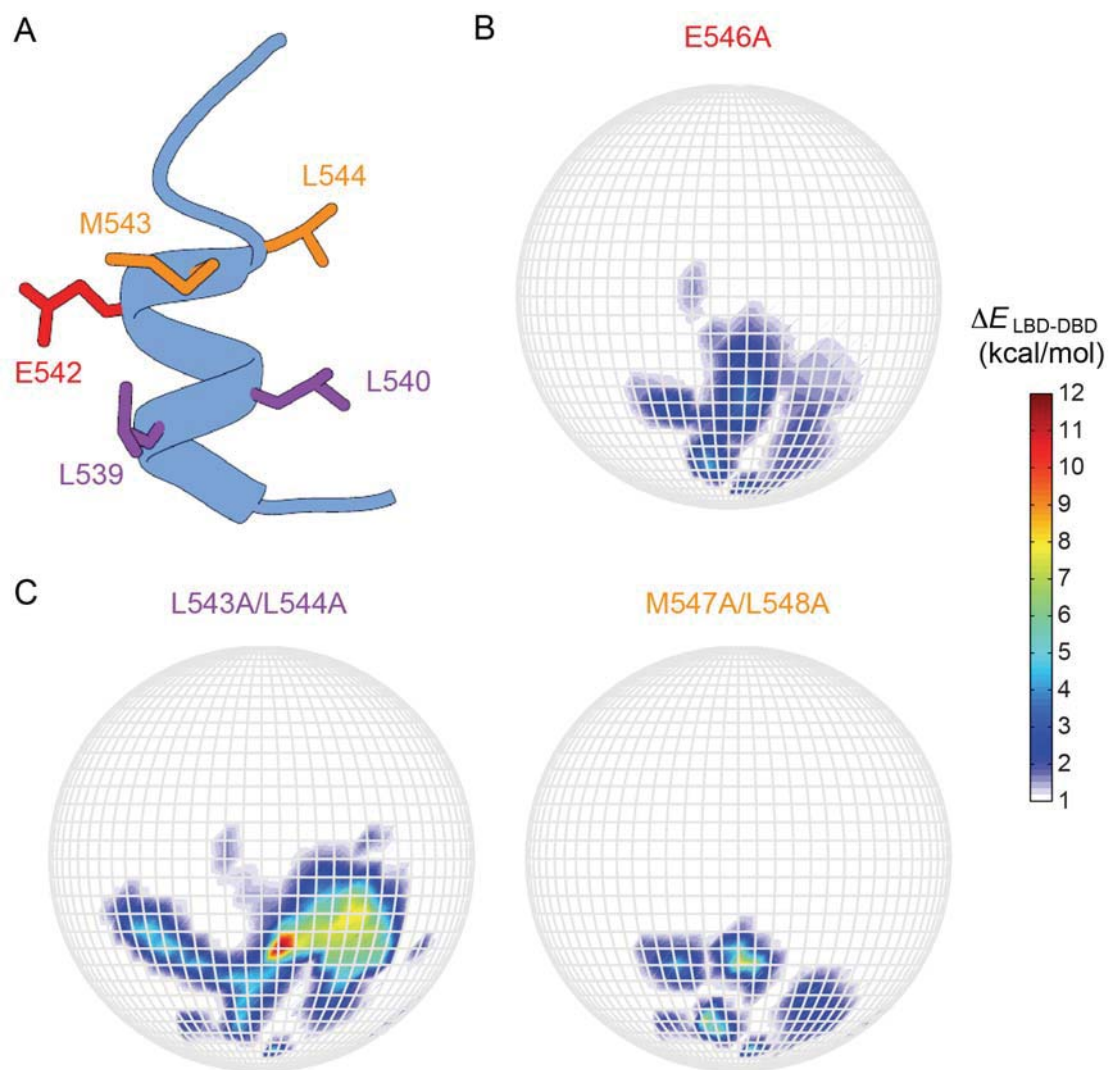 A
L544
M543
E542
L540
L539
B
E546A
ΔE LBD-DBD
(kcal/mol)
12
11
10
9
8
7
6
5
4
3
2
1
C
L543A/L544A
M547A/L548A